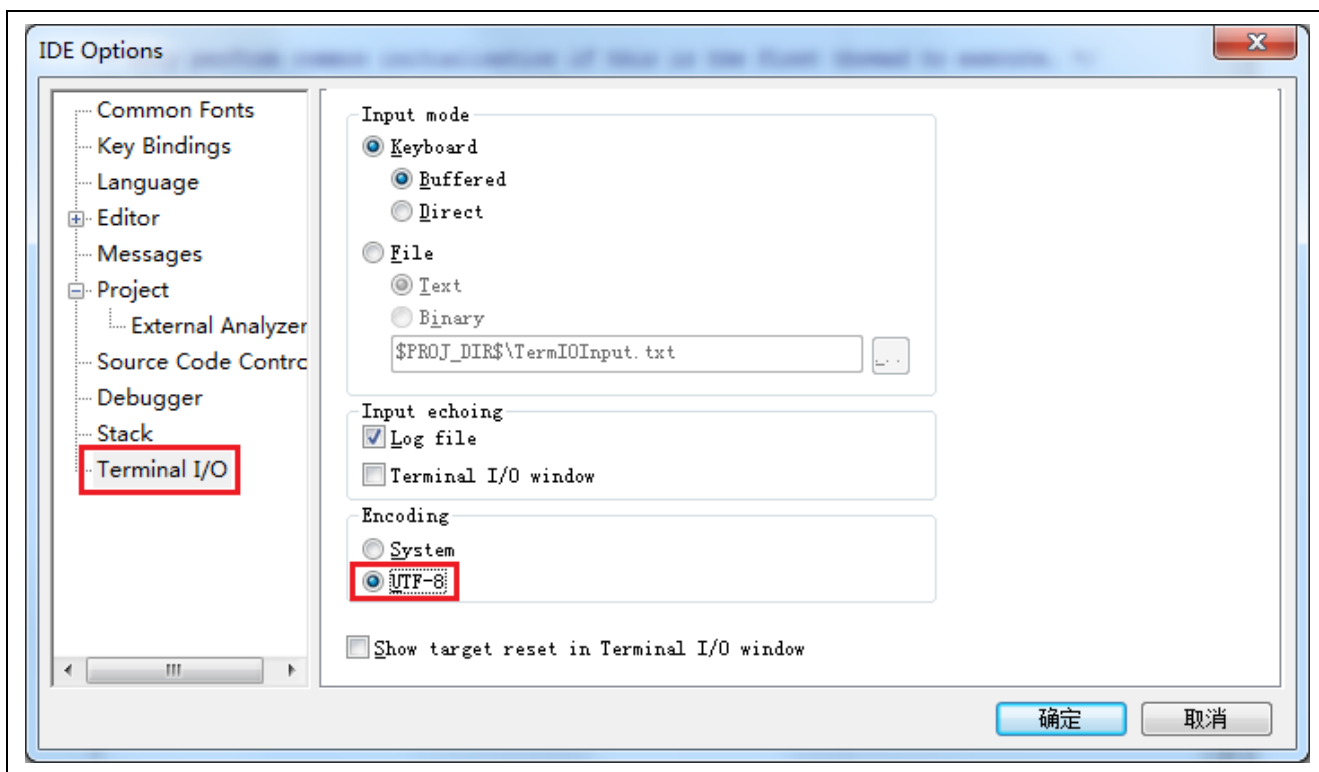 IDE Options
Common Fonts
Key Bindings
Language
Editor
Messages
Project
External Analyzer
Source Code Contro
Debugger
Stack
Terminal I/O
Input mode
Keyboard
Buffered
Direct
File
Text
Binary
$PROJ_DIR$\TermIOInput.txt
...
Input echoing
Log file
Terminal I/O window
Encoding
System
UTF-8
Show target reset in Terminal I/O window
确定
取消